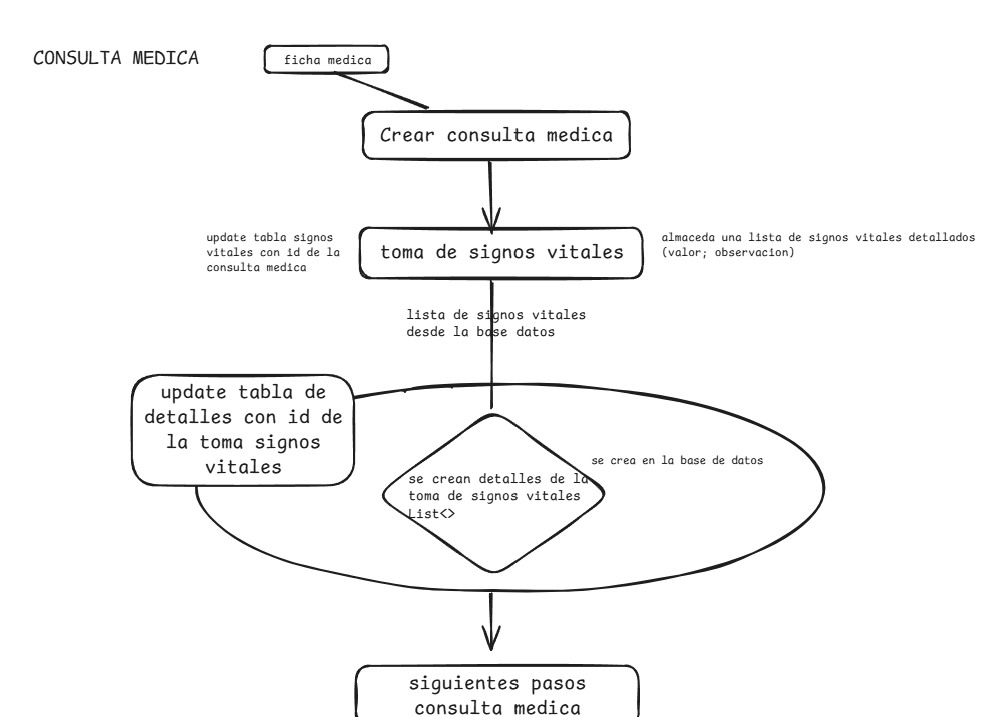 CONSULTA MEDICA
ficha medica
Crear consulta medica
update tabla signos
vitales con id de la
consulta medica
toma de signos vitales
almaceda una lista de signos vitales detallados
(valor; observacion)
lista de signos vitales
desde la base datos
update tabla de
detalles con id de
la toma signos
vitales
se crean detalles de la
toma de signos vitales
List<>
se crea en la base de datos
siguientes pasos
consulta medica